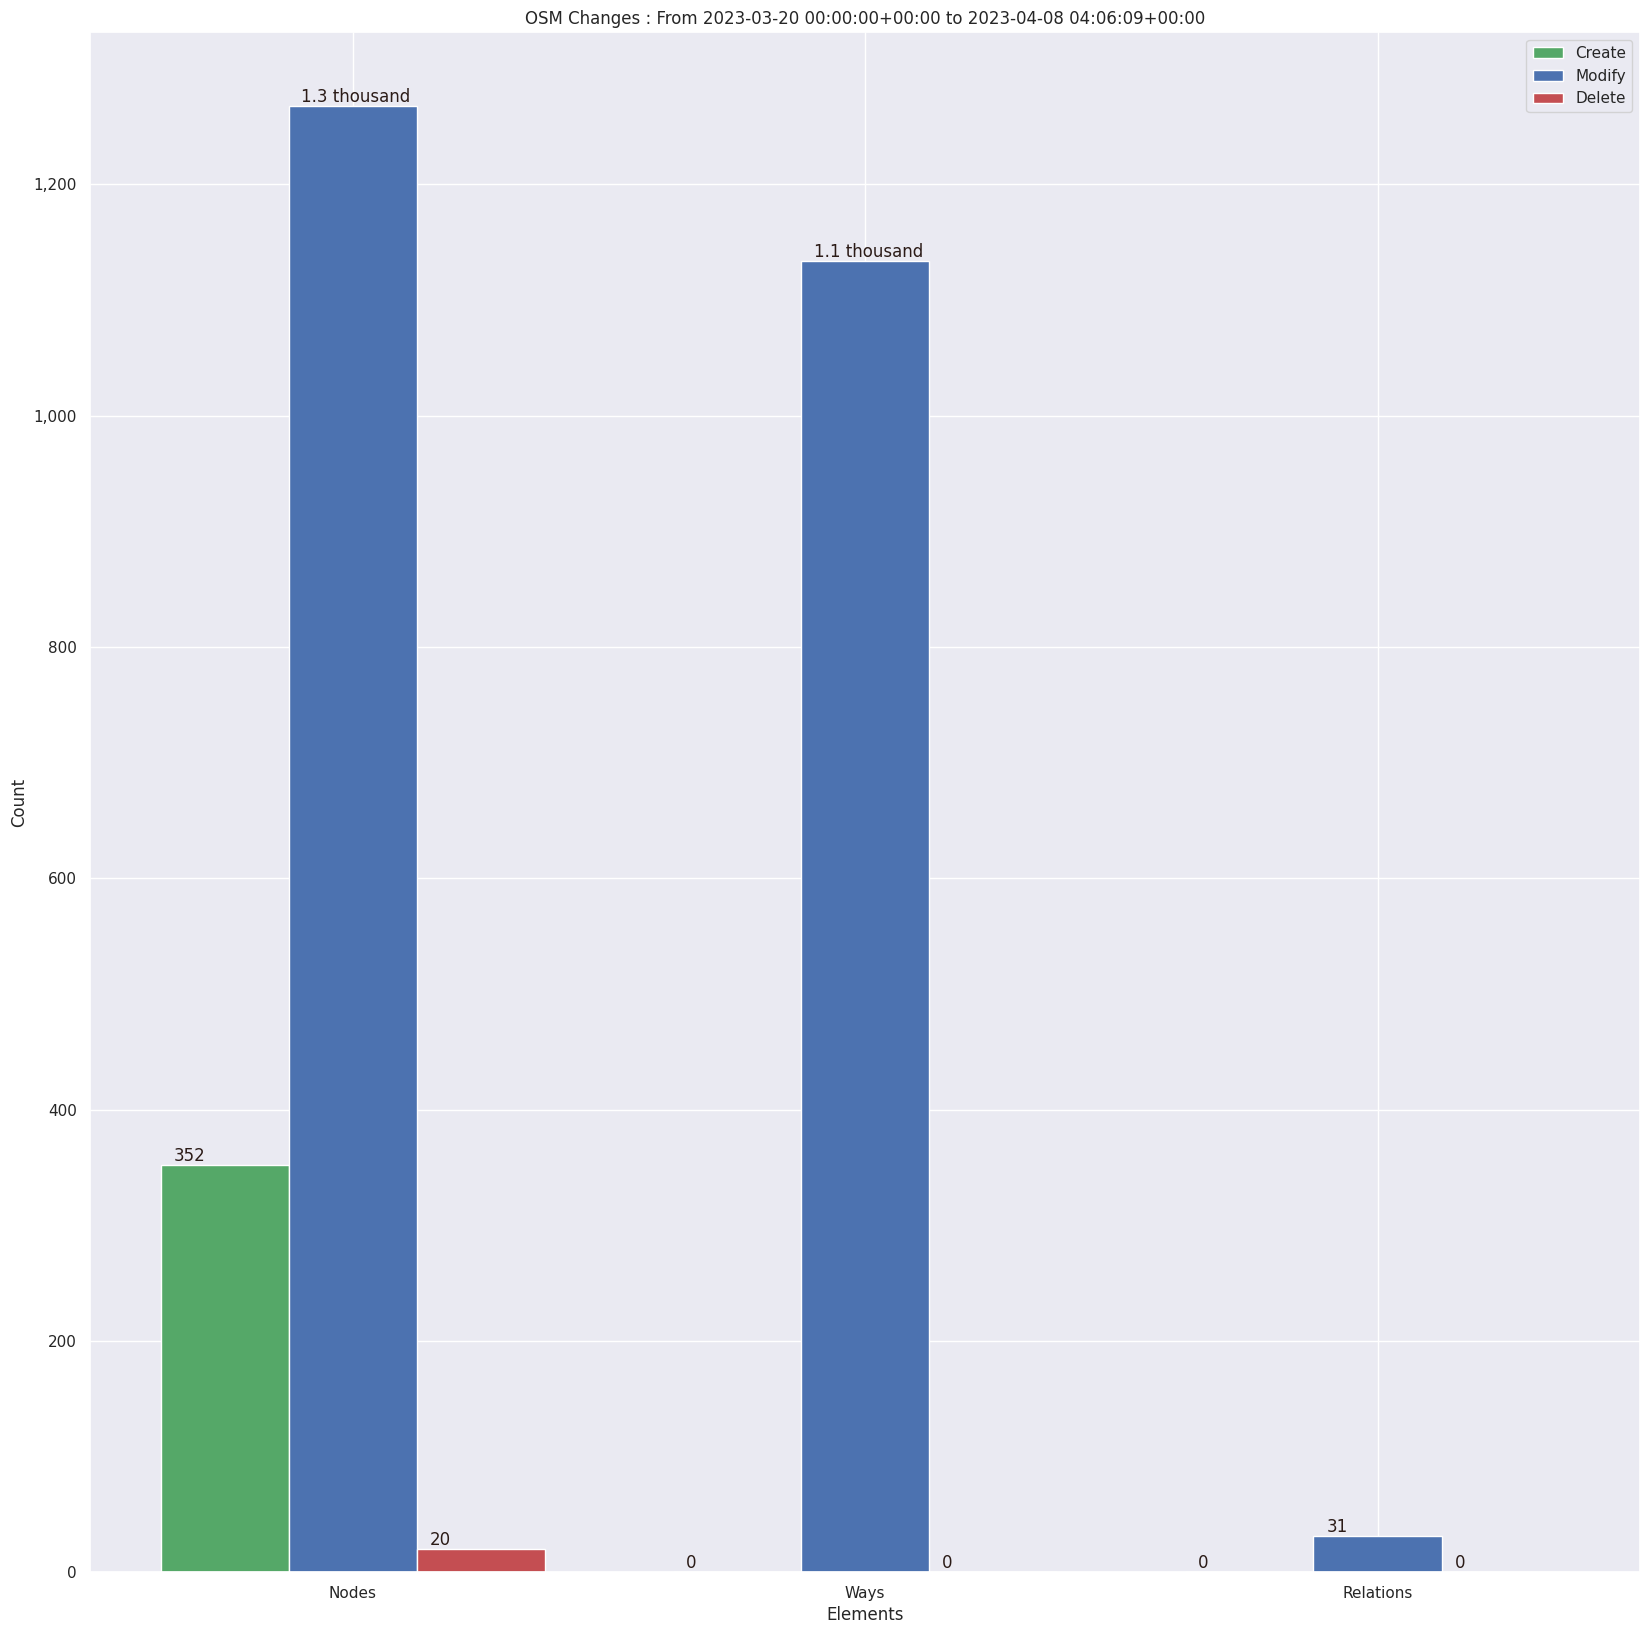 OSM Changes : From 2023-03-20 00:00:00+00:00 to 2023-04-08 04:06:09+00:00
Create
Modify
Delete
1.3 thousand
1.1 thousand
352
20
0
0
0
31
0
1,200
1,000
800
600
400
200
0
Count
Nodes
Ways
Relations
Elements